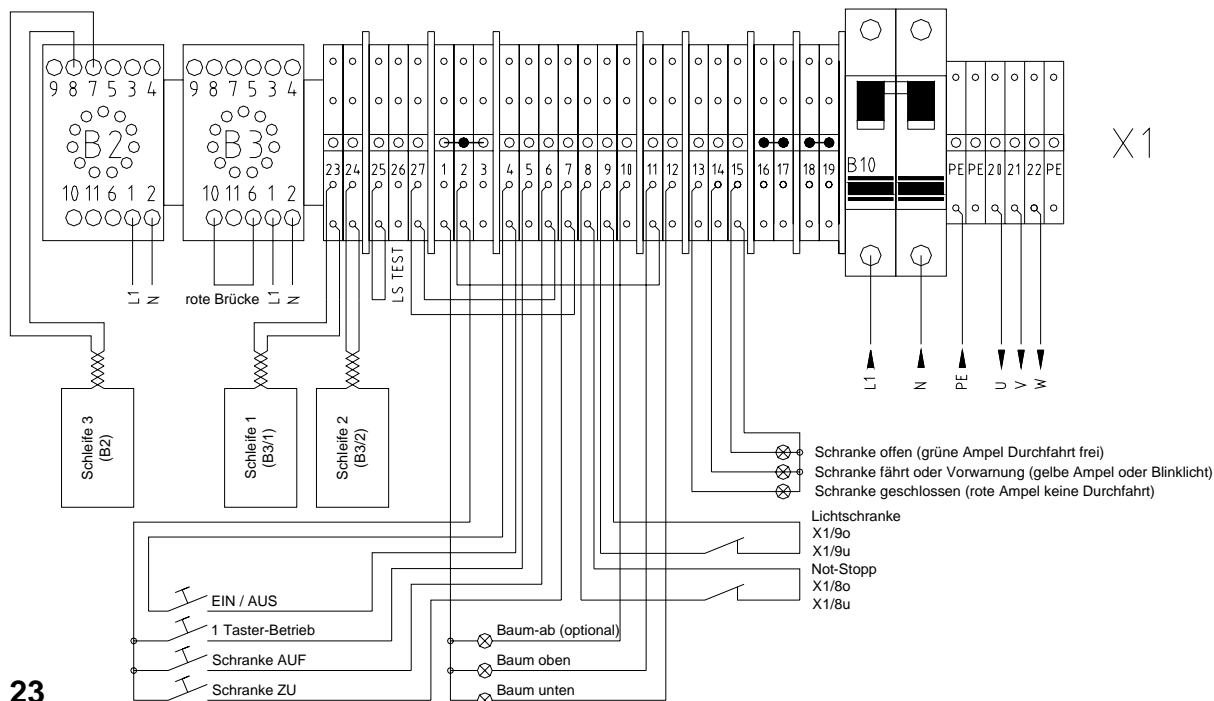 9 8 7 5 3 4
B2
10 11 6 1 2
L1 N
9 8 7 5 3 4
B3
10 11 6 1 2
rote Brücke L1 N
23 24 25 26 27 1 2 3 4 5 6 7 8 9 10 11 12 13 14 15 16 17 18 19
B10
PE PE 20 21 22 PE
X1
LS TEST
L1 N PE U V W
Schleife 3
(B2)
Schleife 1
(B3/1)
Schleife 2
(B3/2)
Schranke offen (grüne Ampel Durchfahrt frei)
Schranke fährt oder Vorwarnung (gelbe Ampel oder Blinklicht)
Schranke geschlossen (rote Ampel keine Durchfahrt)
Lichtschranke
X1/9o
X1/9u
Not-Stopp
X1/8o
X1/8u
EIN / AUS
1 Taster-Betrieb
Schranke AUF
Schranke ZU
Baum-ab (optional)
Baum oben
Baum unten
23